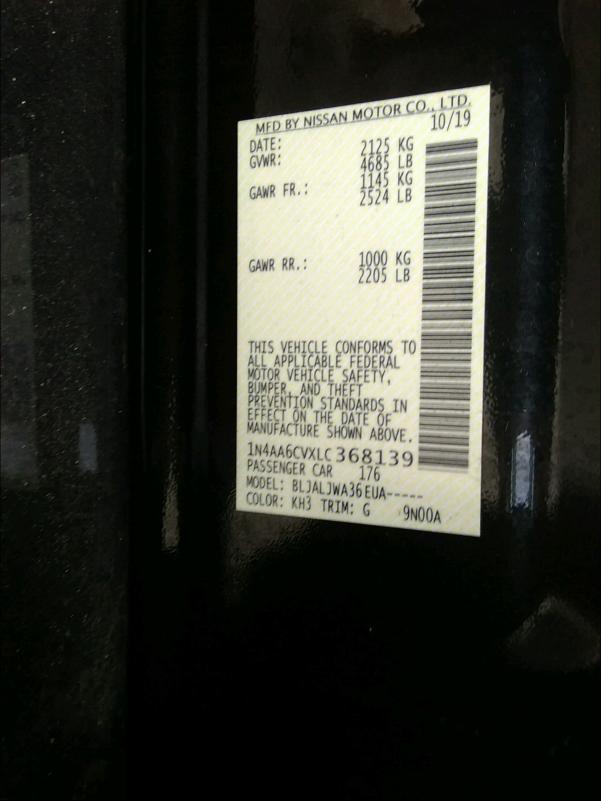 MFD BY NISSAN MOTOR CO., LTD.
DATE: 10/19
GVWR: 2125 KG
4685 LB
GAWR FR.: 1145 KG
2524 LB
GAWR RR.: 1000 KG
2205 LB
THIS VEHICLE CONFORMS TO
ALL APPLICABLE FEDERAL
MOTOR VEHICLE SAFETY,
BUMPER, AND THEFT
PREVENTION STANDARDS IN
EFFECT ON THE DATE OF
MANUFACTURE SHOWN ABOVE.
1N4AA6CVXLC368139
PASSENGER CAR 176
MODEL: BLJALJWA36EUA-----
COLOR: KH3 TRIM: G 9N00A